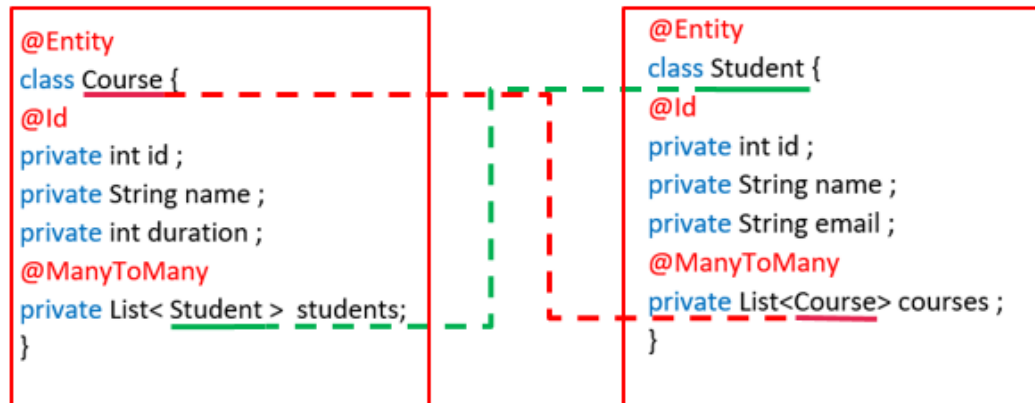 @Entity
class Course {
@Id
private int id ;
private String name ;
private int duration ;
@ManyToMany
private List< Student >  students;
}
@Entity
class Student {
@Id
private int id ;
private String name ;
private String email ;
@ManyToMany
private List<Course> courses ;
}